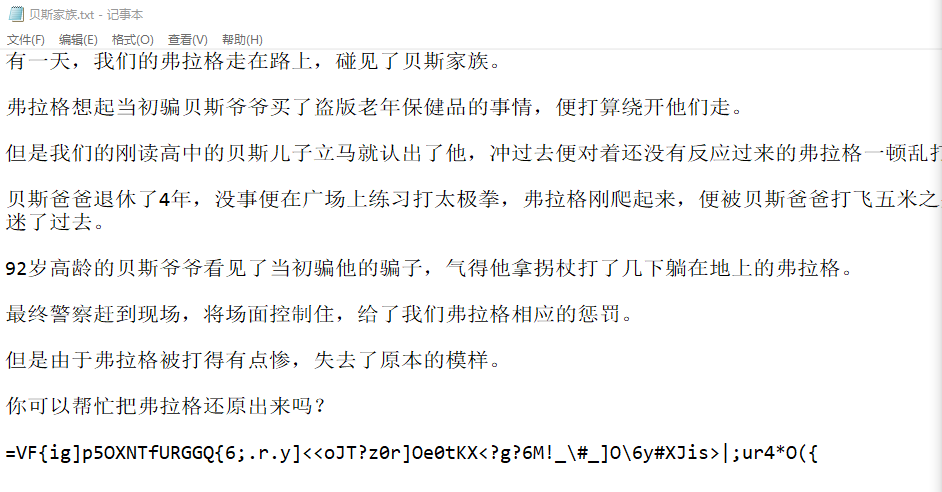 贝斯家族.txt - 记事本
文件(F) 编辑(E) 格式(O) 查看(V) 帮助(H)
有一天，我们的弗拉格走在路上，碰见了贝斯家族。
弗拉格想起当初骗贝斯爷爷买了盗版老年保健品的事情，便打算绕开他们走。
但是我们的刚读高中的贝斯儿子立马就认出了他，冲过去便对着还没有反应过来的弗拉格一顿乱打
贝斯爸爸退休了4年，没事便在广场上练习打太极拳，弗拉格刚爬起来，便被贝斯爸爸打飞五米之
迷了过去。
92岁高龄的贝斯爷爷看见了当初骗他的骗子，气得他拿拐杖打了几下躺在地上的弗拉格。
最终警察赶到现场，将场面控制住，给了我们弗拉格相应的惩罚。
但是由于弗拉格被打得有点惨，失去了原本的模样。
你可以帮忙把弗拉格还原出来吗？
=VF{ig]p5OXNTfURGGQ{6;.r.y]<<oJT?z0r]Oe0tKX<?g?6M!_\#_]O\6y#XJis>|;ur4*O({